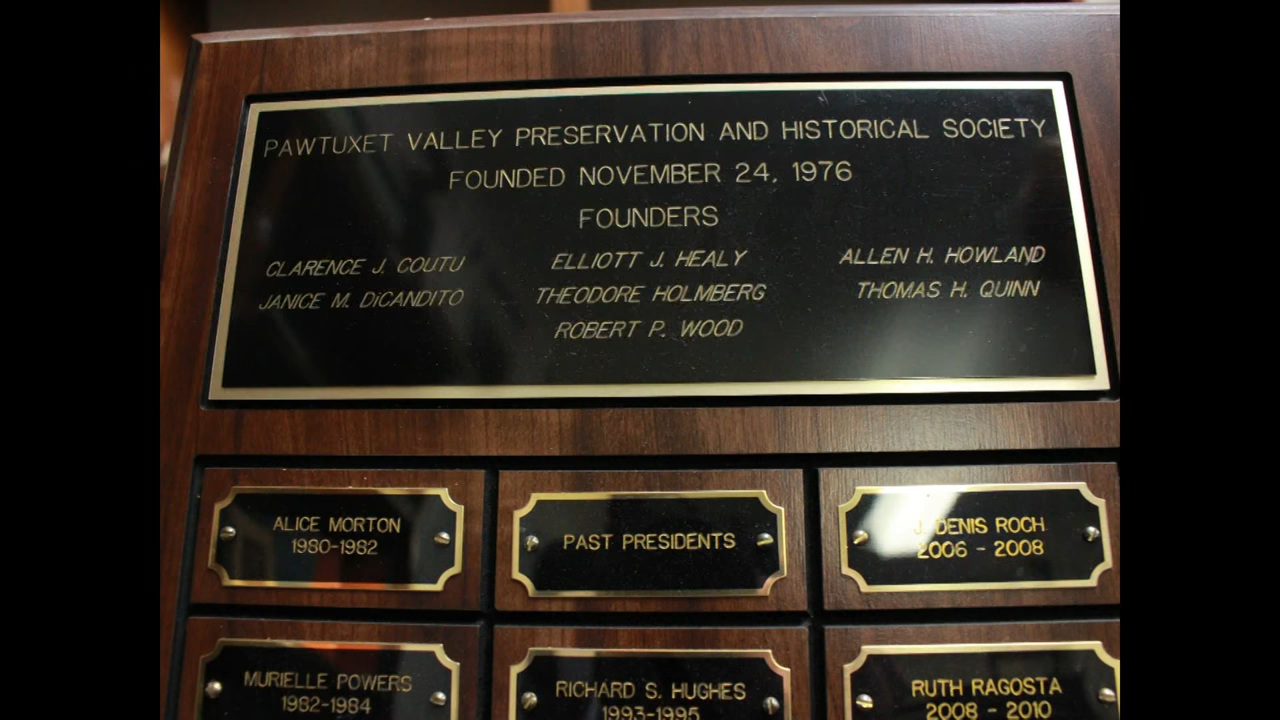 PAWTUXET VALLEY PRESERVATION AND HISTORICAL SOCIETY
FOUNDED NOVEMBER 24, 1976
FOUNDERS
CLARENCE J. COUTU
ELLIOTT J. HEALY
ALLEN H. HOWLAND
JANICE M. DiCANDITO
THEODORE HOLMBERG
THOMAS H. QUINN
ROBERT P. WOOD
ALICE MORTON
1980-1982
PAST PRESIDENTS
J. DENIS ROCH
2006 - 2008
MURIELLE POWERS
1982-1984
RICHARD S. HUGHES
1993-1995
RUTH RAGOSTA
2008 - 2010